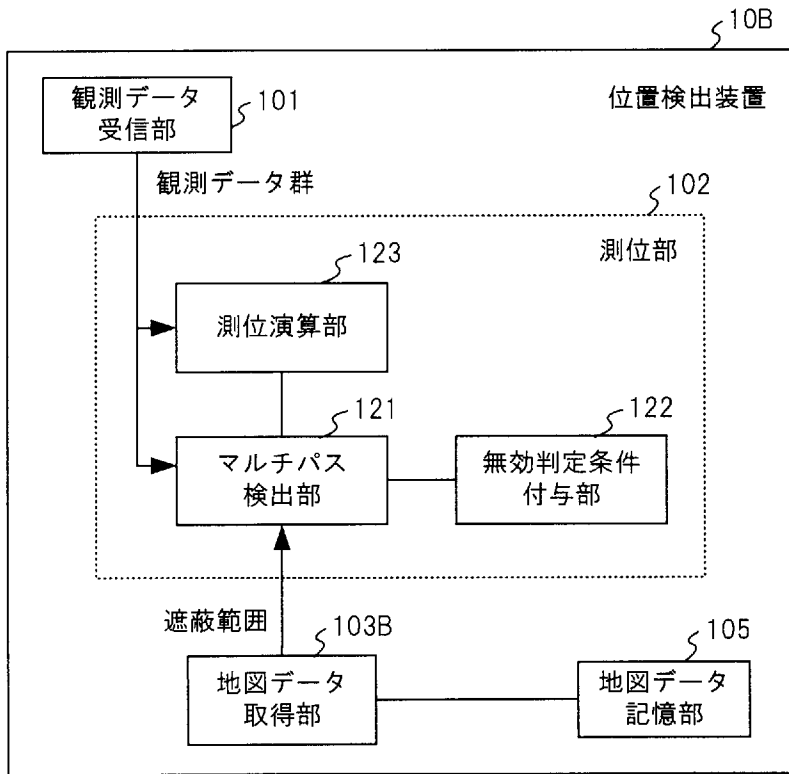 10B
位置検出装置
観測データ
受信部
101
観測データ群
102
測位部
123
測位演算部
121
マルチパス
検出部
122
無効判定条件
付与部
遮蔽範囲
103B
地図データ
取得部
105
地図データ
記憶部